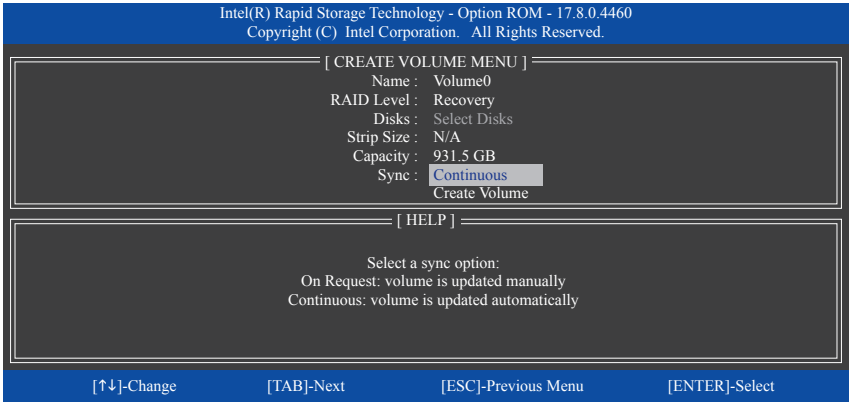 Intel(R) Rapid Storage Technology - Option ROM - 17.8.0.4460
Copyright (C) Intel Corporation. All Rights Reserved.
[ CREATE VOLUME MENU ]
Name : Volume0
RAID Level : Recovery
Disks : Select Disks
Strip Size : N/A
Capacity : 931.5 GB
Sync : Continuous
Create Volume
[ HELP ]
Select a sync option:
On Request: volume is updated manually
Continuous: volume is updated automatically
[↑↓]-Change [TAB]-Next [ESC]-Previous Menu [ENTER]-Select